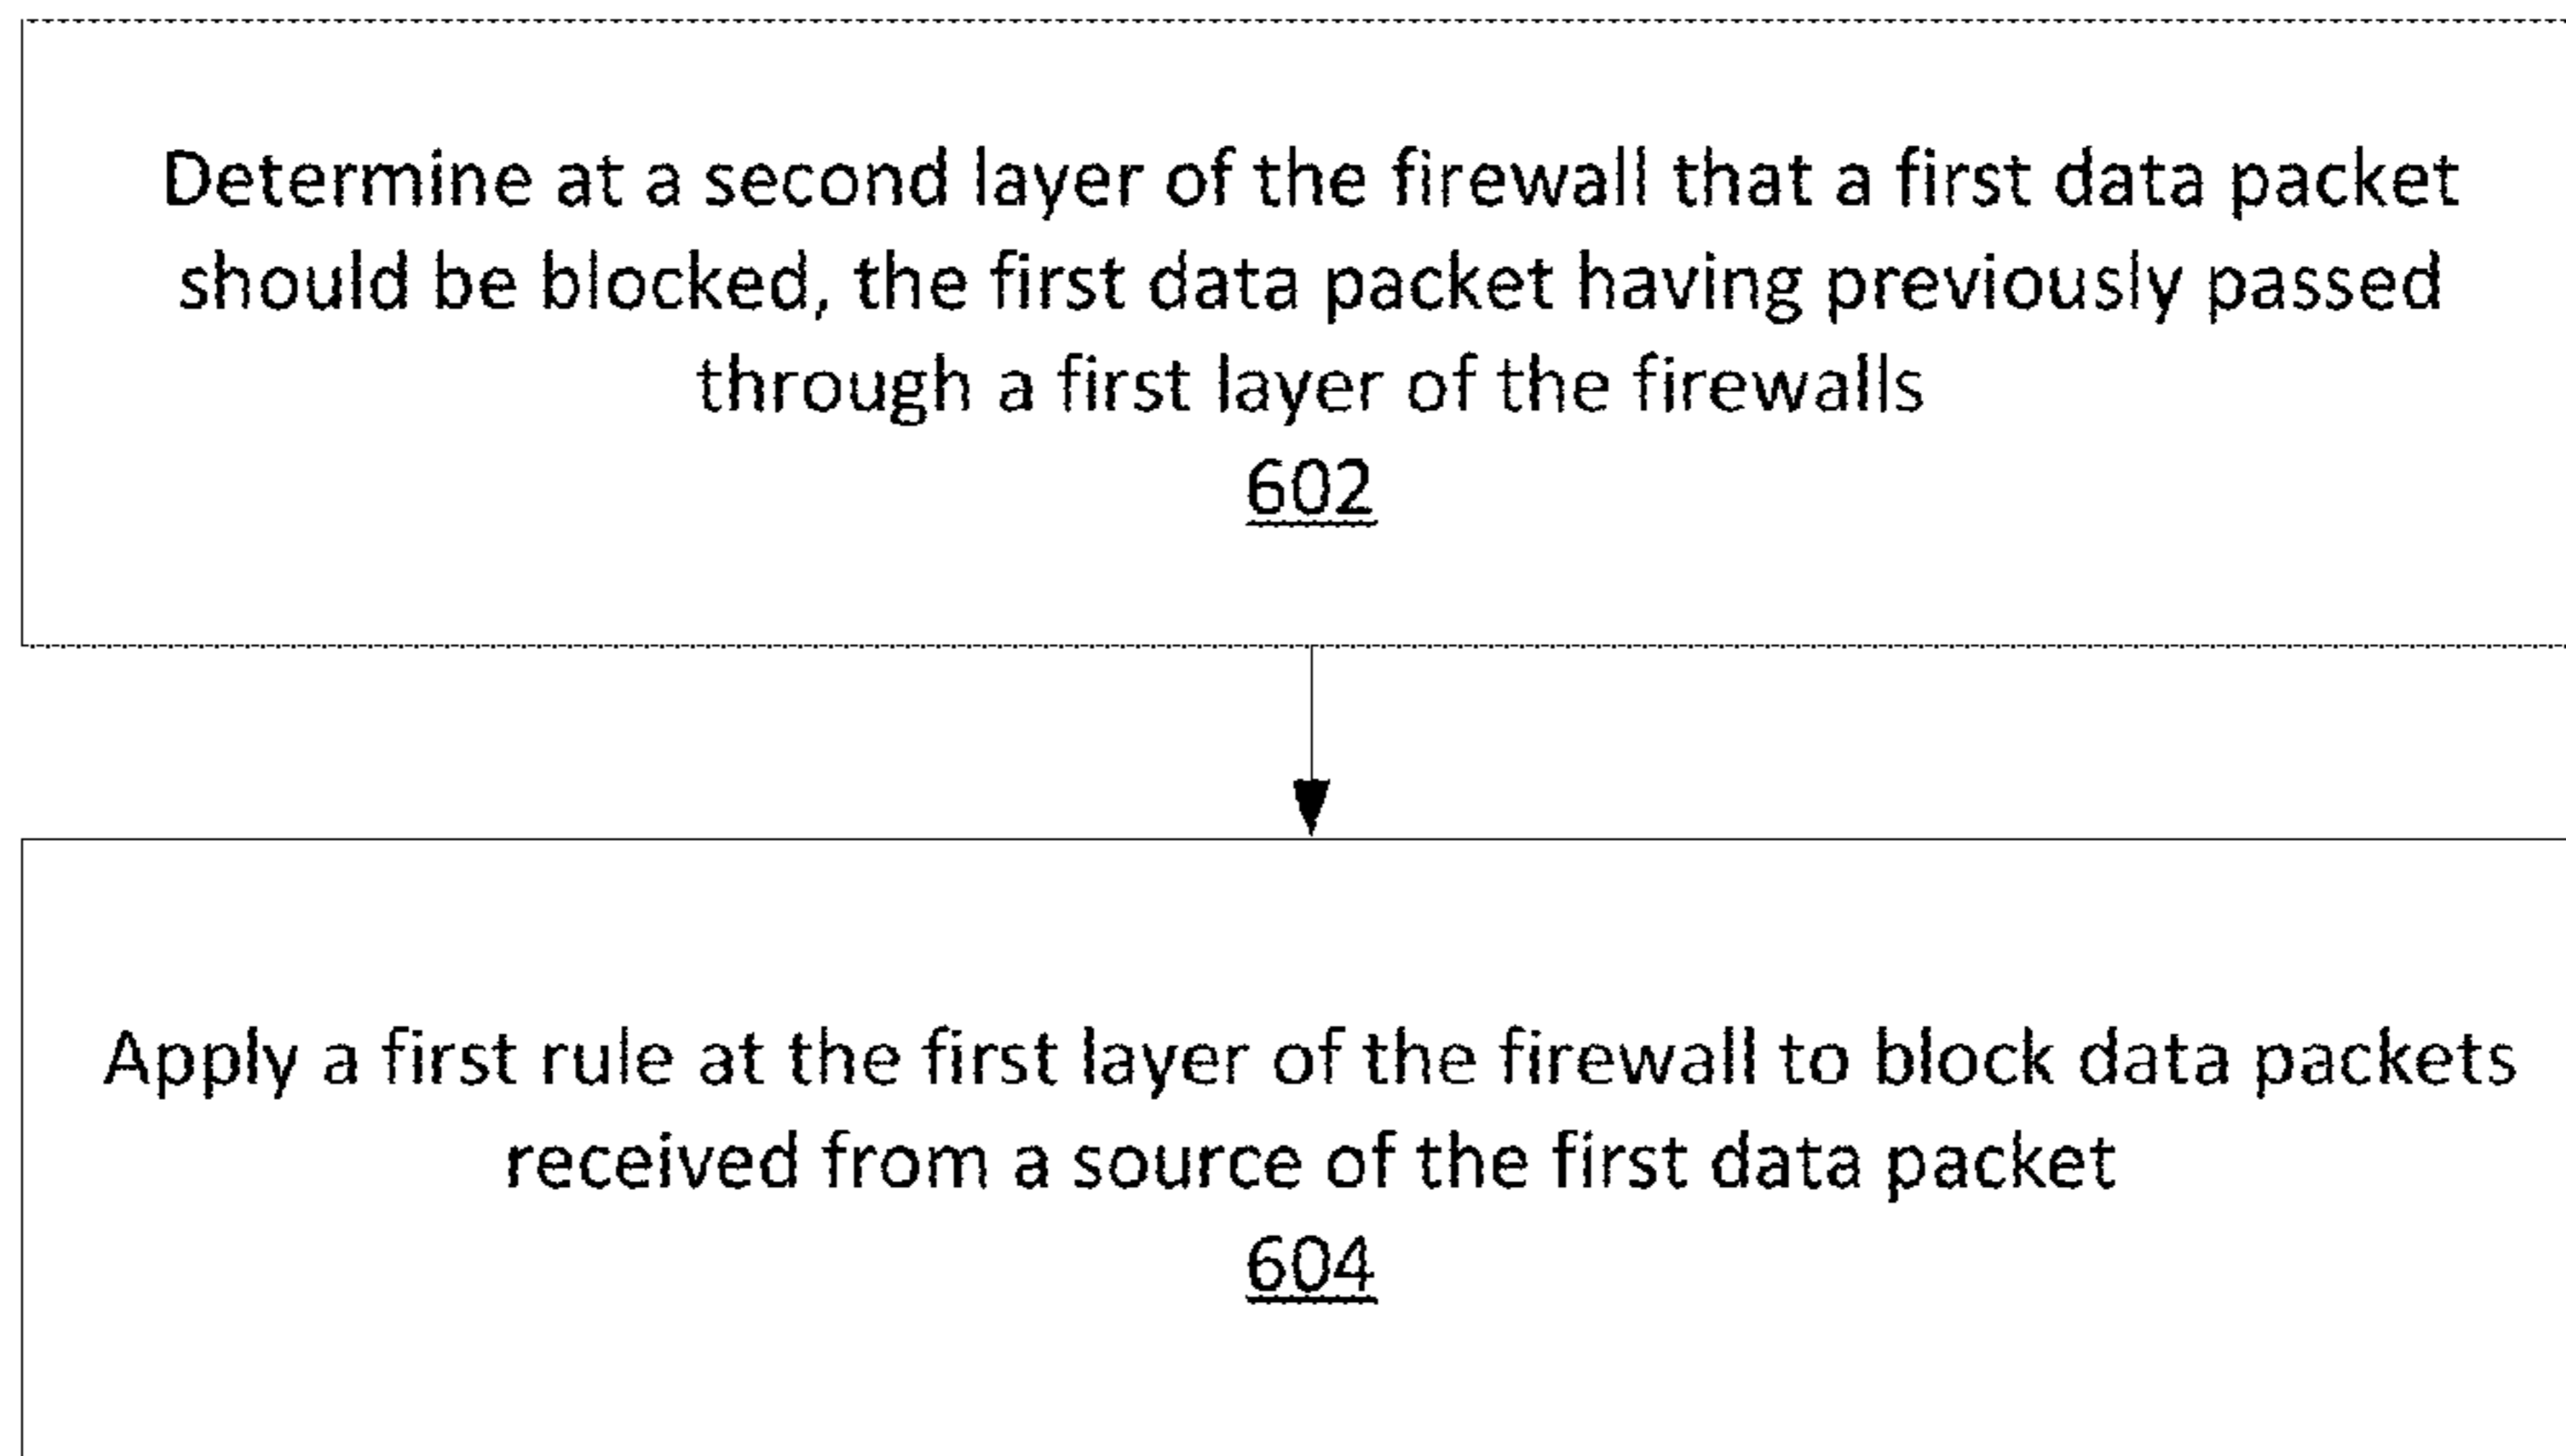 Determine at a second layer of the firewall that a first data packet
should be blocked, the first data packet having previously passed
through a first layer of the firewalls
602
Apply a first rule at the first layer of the firewall to block data packets
received from a source of the first data packet
604